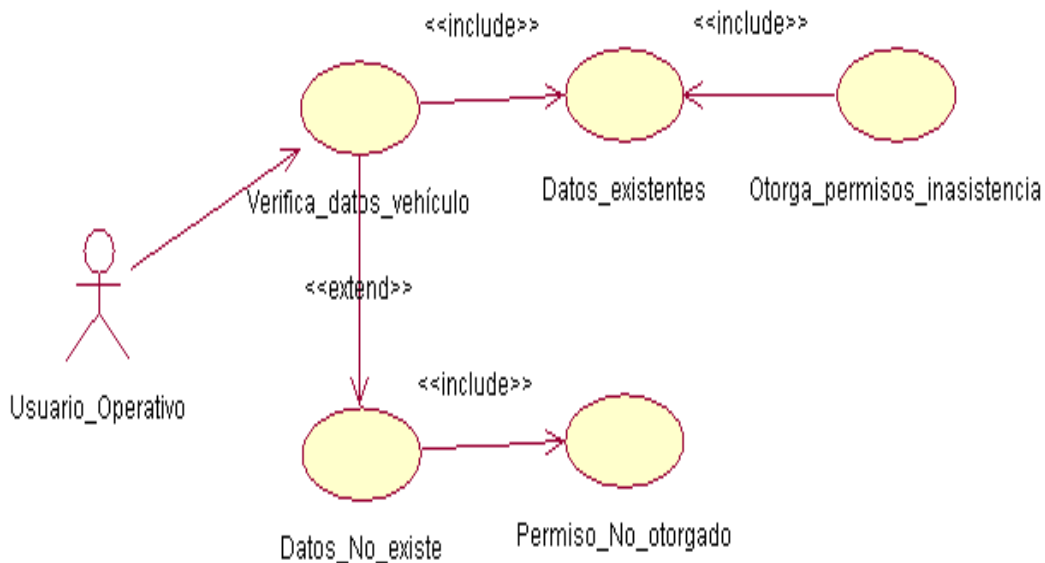 <<include>>
<<include>>
Verifica_datos_vehículo
Datos_existentes
Otorga_permisos_inasistencia
<<extend>>
Usuario_Operativo
<<include>>
Datos_No_existe
Permiso_No_otorgado